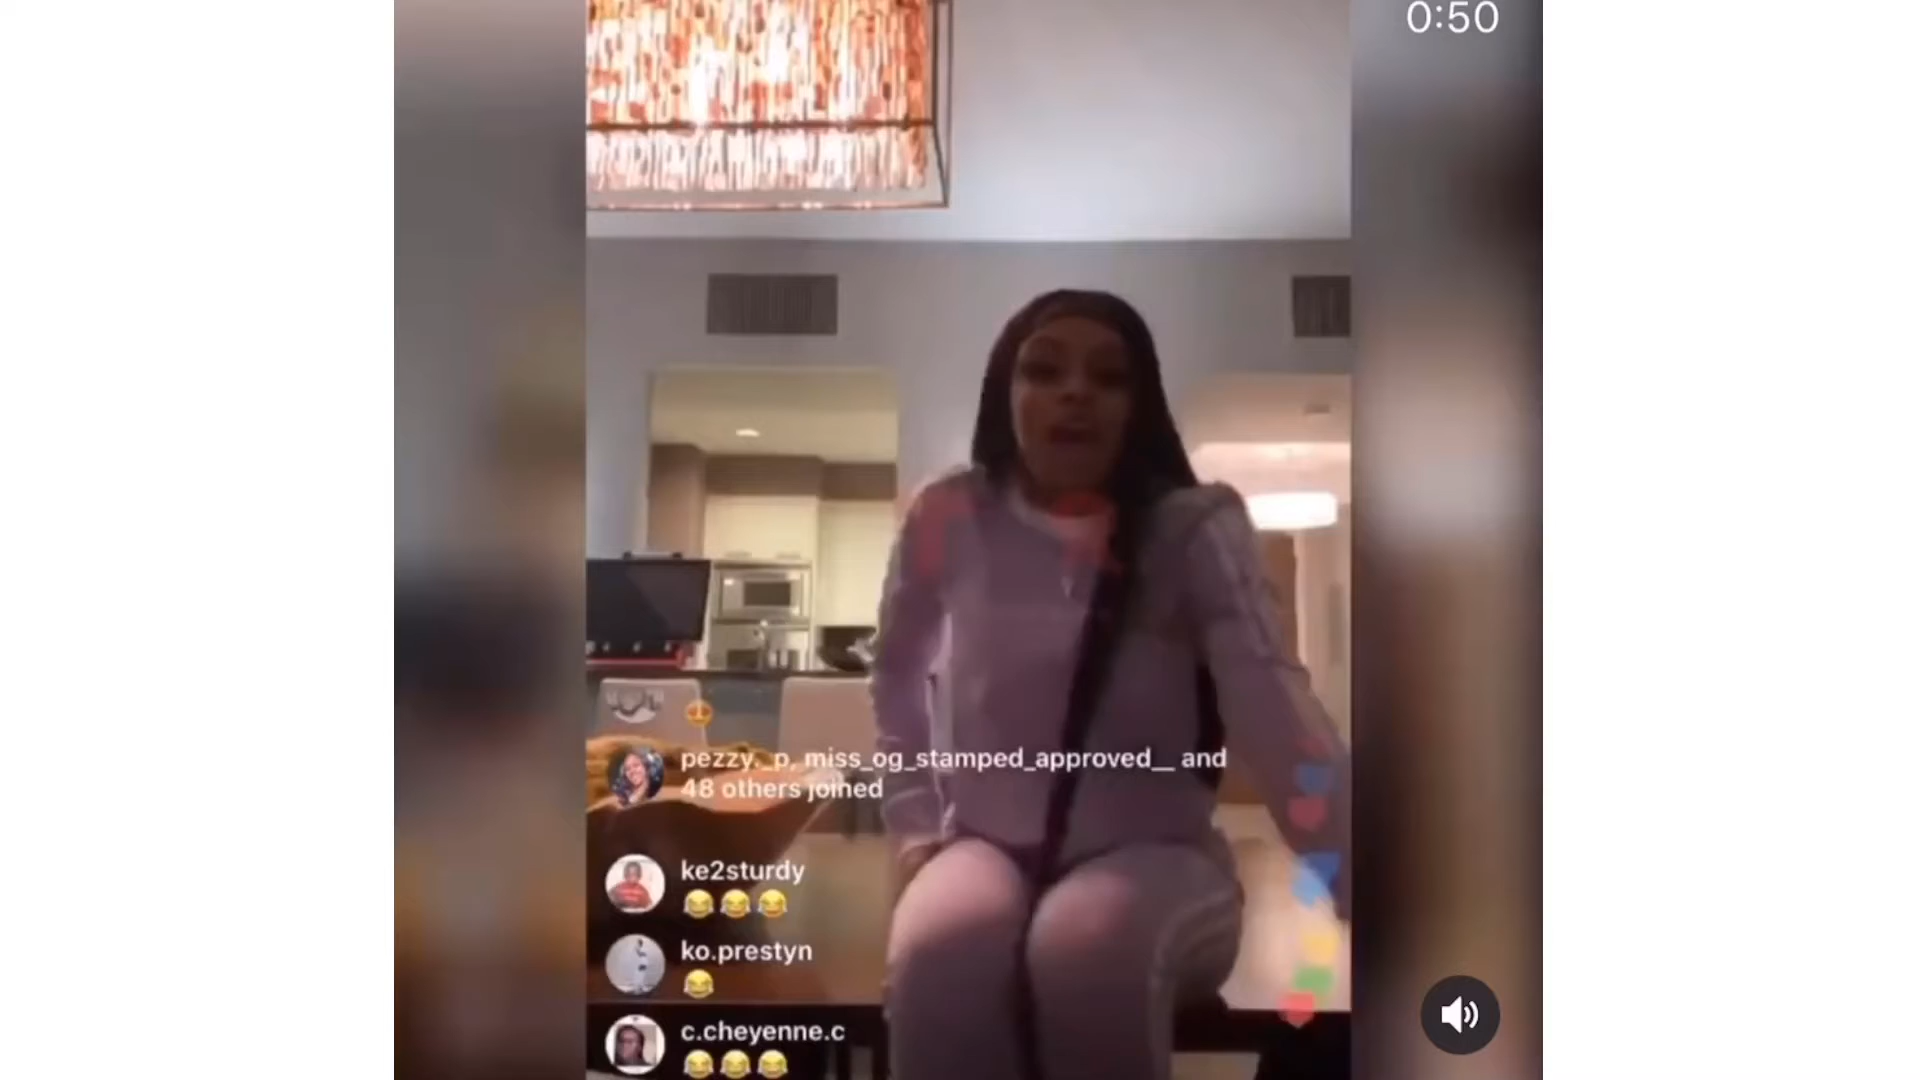 0:50
pezzy._p, miss_og_stamped_approved__ and
48 others joined
ke2sturdy
😂😂😂
ko.prestyn
😂
c.cheyenne.c
😂😂😂